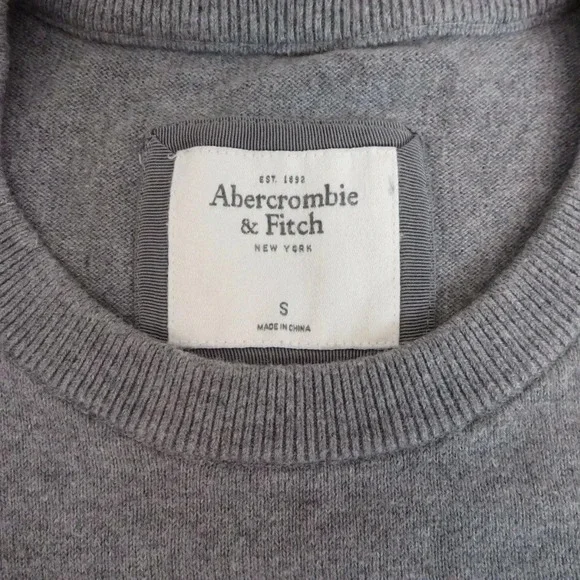 EST. 1892
Abercrombie
& Fitch
NEW YORK
S
MADE IN CHINA